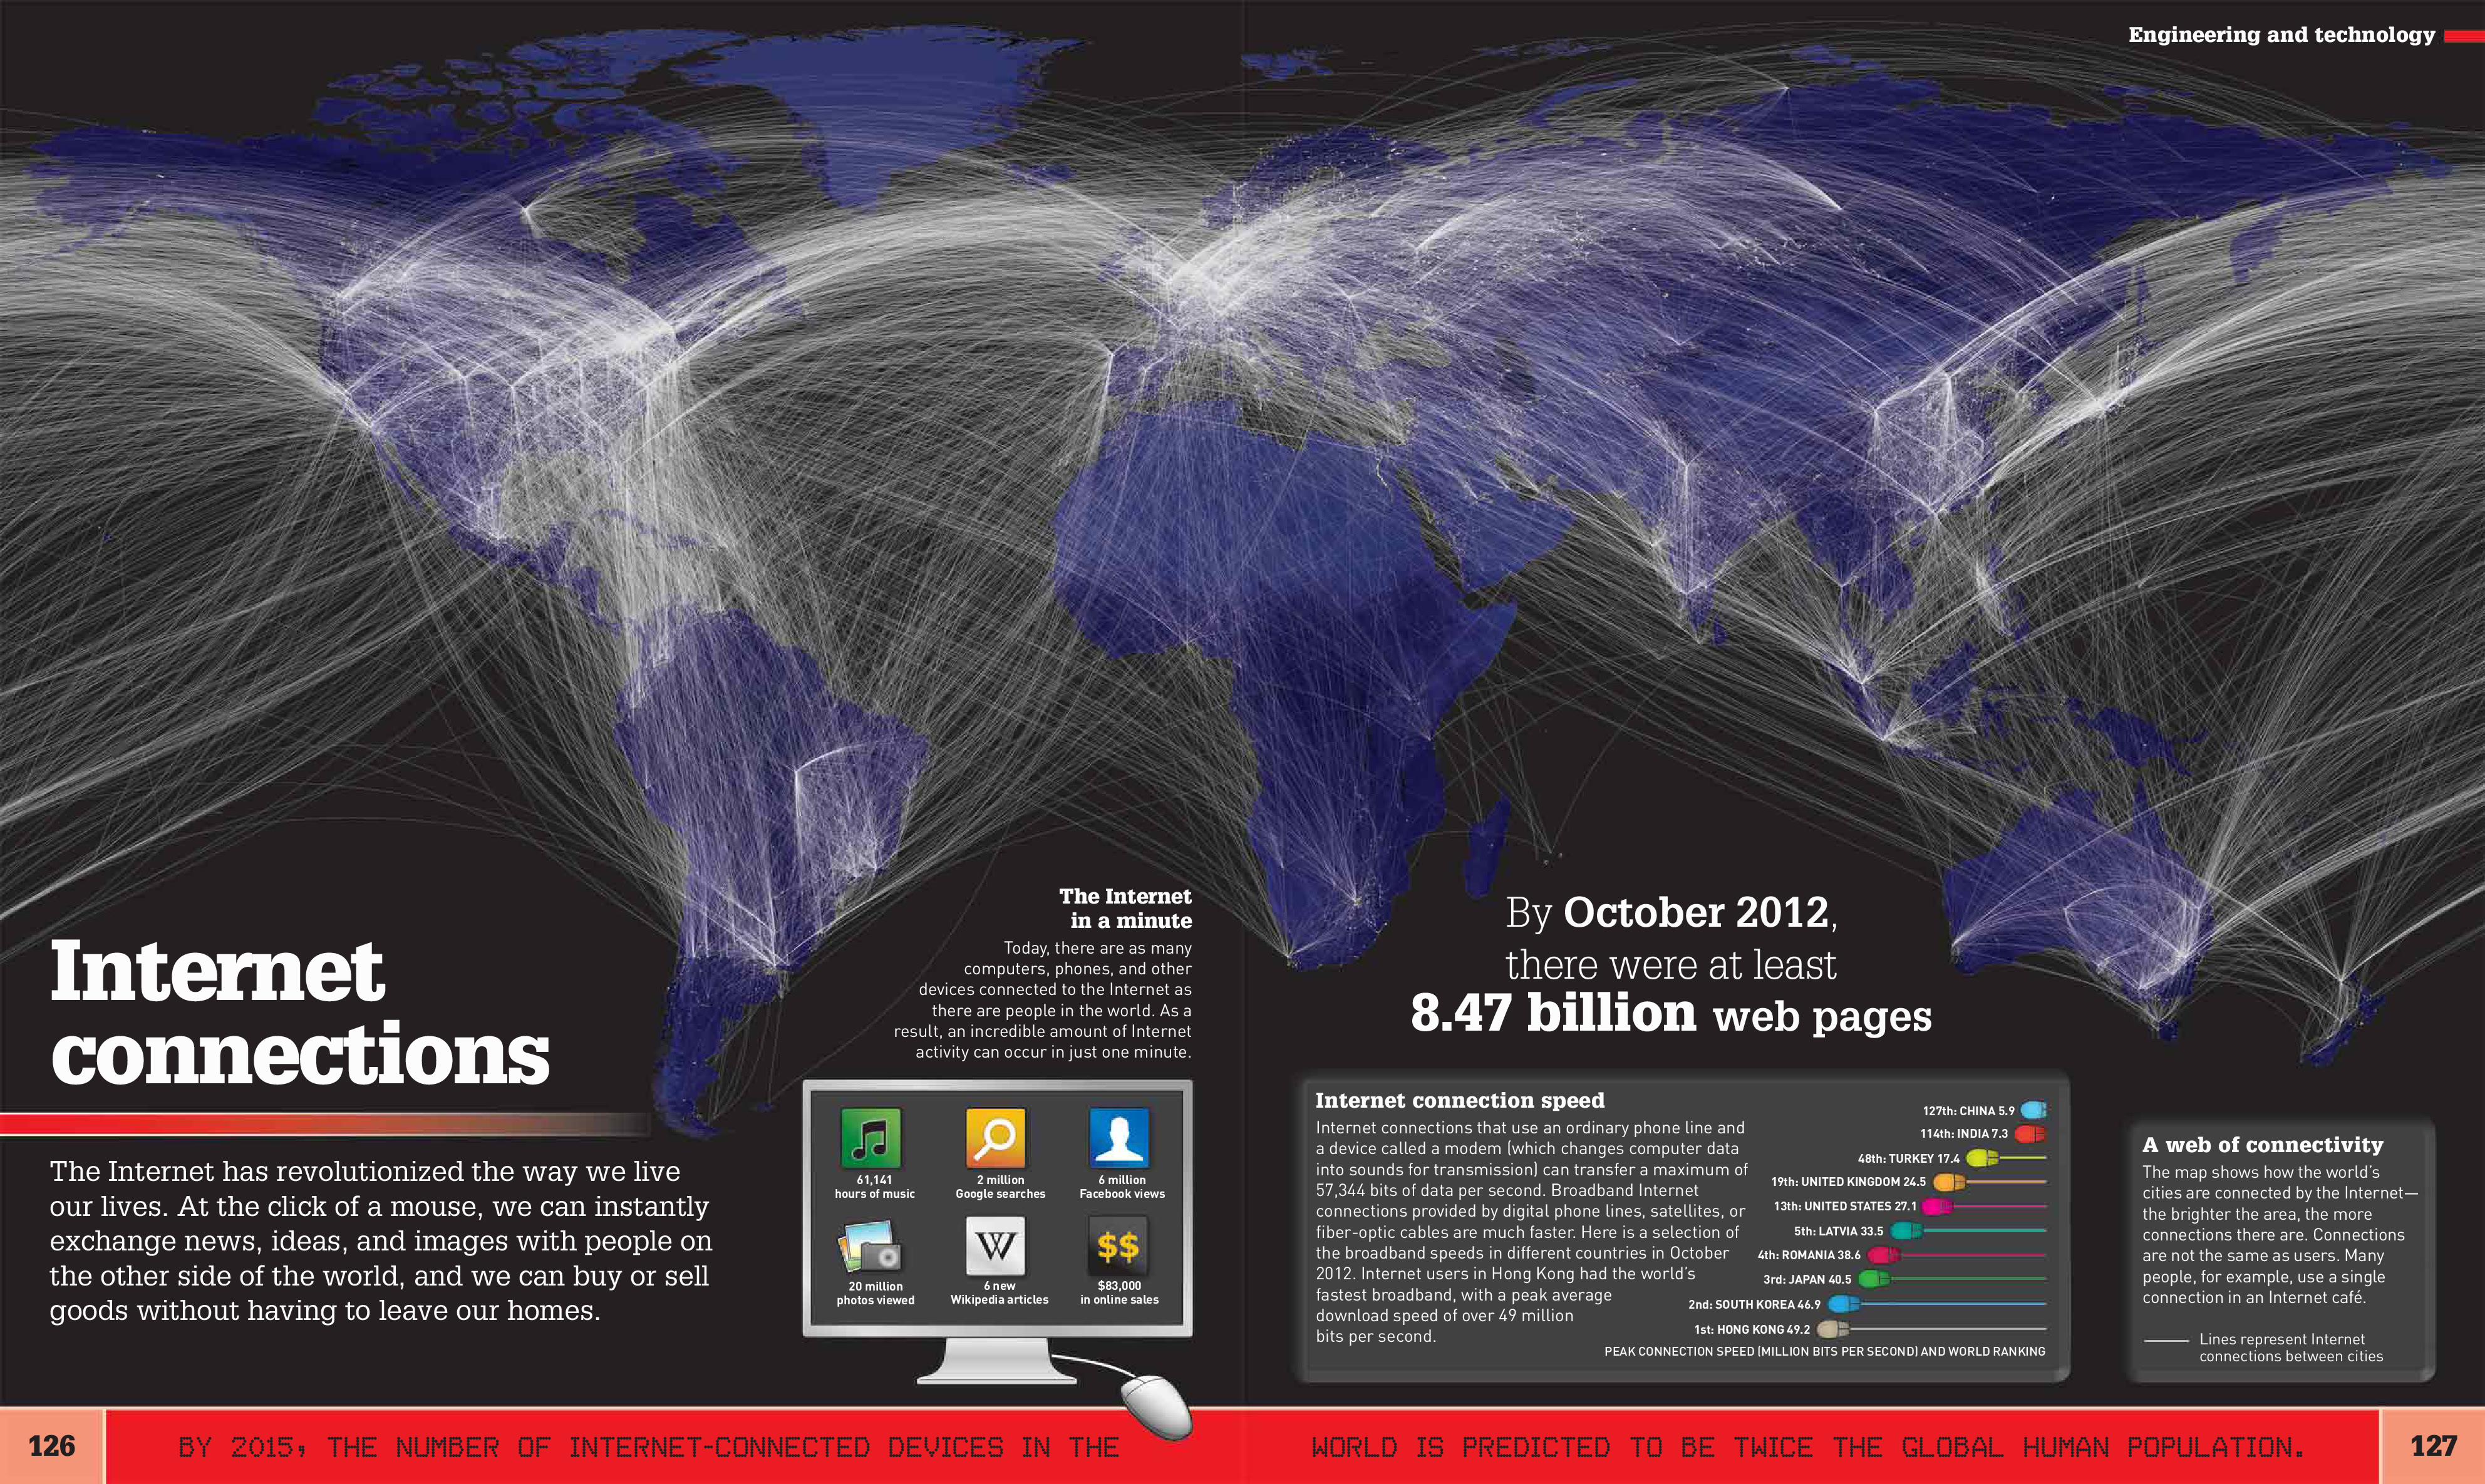 Engineering and technology
Internet
connections
The Internet has revolutionized the way we live
our lives. At the click of a mouse, we can instantly
exchange news, ideas, and images with people on
the other side of the world, and we can buy or sell
goods without having to leave our homes.
The Internet
in a minute
Today, there are as many
computers, phones, and other
devices connected to the Internet as
there are people in the world. As a
result, an incredible amount of Internet
activity can occur in just one minute.
61,141
hours of music
2 million
Google searches
6 million
Facebook views
W
$$
20 million
photos viewed
6 new
Wikipedia articles
$83,000
in online sales
By October 2012,
there were at least
8.47 billion web pages
Internet connection speed
Internet connections that use an ordinary phone line and
a device called a modem (which changes computer data
into sounds for transmission) can transfer a maximum of
57,344 bits of data per second. Broadband Internet
connections provided by digital phone lines, satellites, or
fiber-optic cables are much faster. Here is a selection of
the broadband speeds in different countries in October
2012. Internet users in Hong Kong had the world’s
fastest broadband, with a peak average
download speed of over 49 million
bits per second.
127th: CHINA 5.9
114th: INDIA 7.3
48th: TURKEY 17.4
19th: UNITED KINGDOM 24.5
13th: UNITED STATES 27.1
5th: LATVIA 33.5
4th: ROMANIA 38.6
3rd: JAPAN 40.5
2nd: SOUTH KOREA 46.9
1st: HONG KONG 49.2
PEAK CONNECTION SPEED (MILLION BITS PER SECOND) AND WORLD RANKING
A web of connectivity
The map shows how the world’s
cities are connected by the Internet—
the brighter the area, the more
connections there are. Connections
are not the same as users. Many
people, for example, use a single
connection in an Internet café.
Lines represent Internet
connections between cities
126
BY 2015, THE NUMBER OF INTERNET-CONNECTED DEVICES IN THE
WORLD IS PREDICTED TO BE TWICE THE GLOBAL HUMAN POPULATION.
127